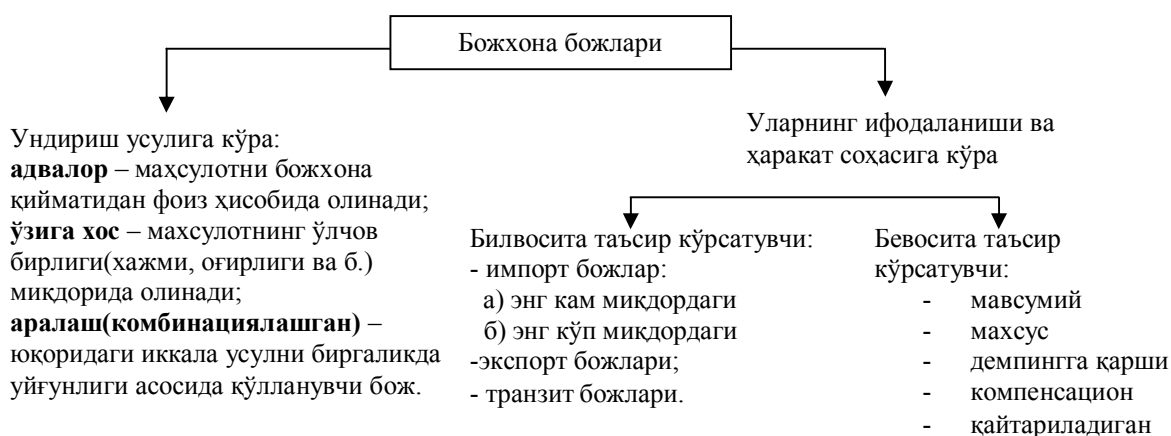 Божхона божлари
Ундириш усулига кўра:
адвалор – маҳсулотни божхона
қийматидан фоиз ҳисобида олинади;
ўзига хос – махсулотнинг ўлчов
бирлиги(хажми, оғирлиги ва б.)
миқдорида олинади;
аралаш(комбинациялашган) –
юқоридаги иккала усулни биргаликда
уйғунлиги асосида қўлланувчи бож.
Уларнинг ифодаланиши ва
ҳаракат соҳасига кўра
Билвосита таъсир кўрсатувчи:
- импорт божлар:
а) энг кам миқдордаги
б) энг кўп миқдордаги
-экспорт божлари;
- транзит божлари.
Бевосита таъсир
кўрсатувчи:
- мавсумий
- махсус
- демпингга қарши
- компенсацион
- қайтариладиган